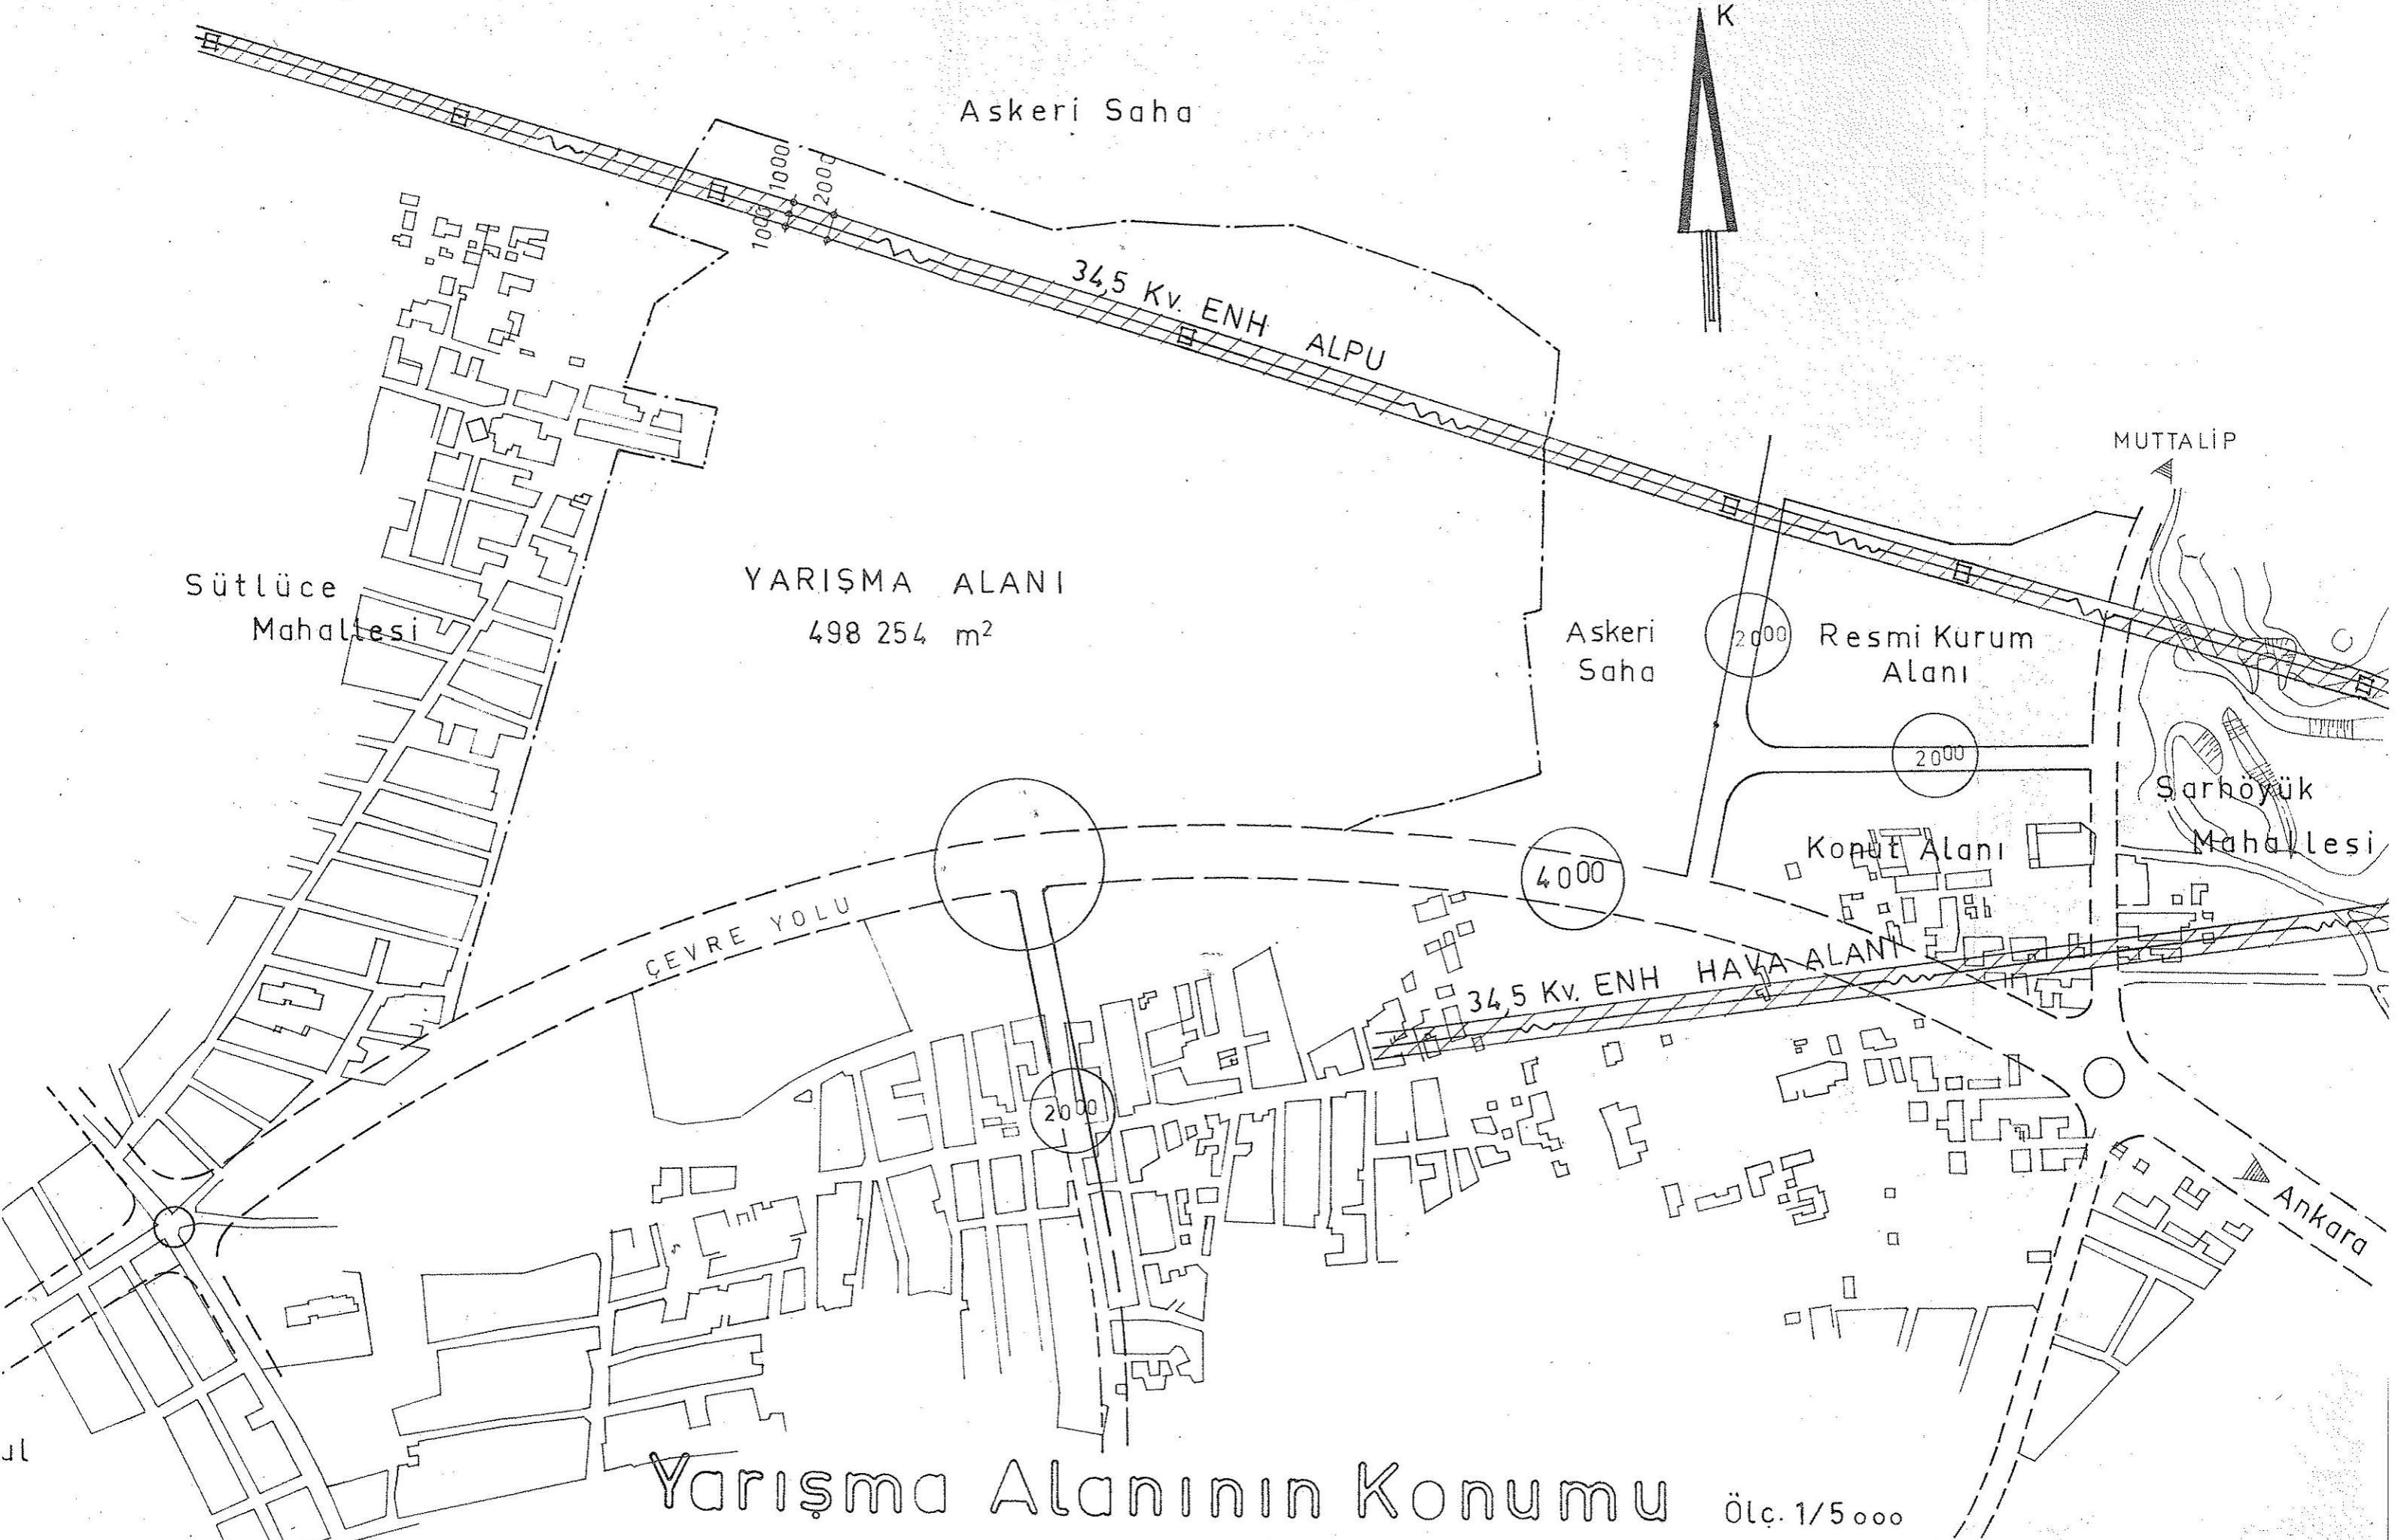 K
Askeri Saha
1000
2000
1000
34,5 Kv. ENH ALPU
MUTTALİP
YARIŞMA ALANI
498 254 m²
Sütlüce
Mahallesi
Askeri
Saha
20⁰⁰
Resmi Kurum
Alanı
20⁰⁰
Şarhöyük
Mahallesi
Konut Alanı
40⁰⁰
ÇEVRE YOLU
34,5 Kv. ENH HAVA ALANI
20⁰⁰
Ankara
ul
Yarışma Alanının Konumu
Ölç. 1/5000